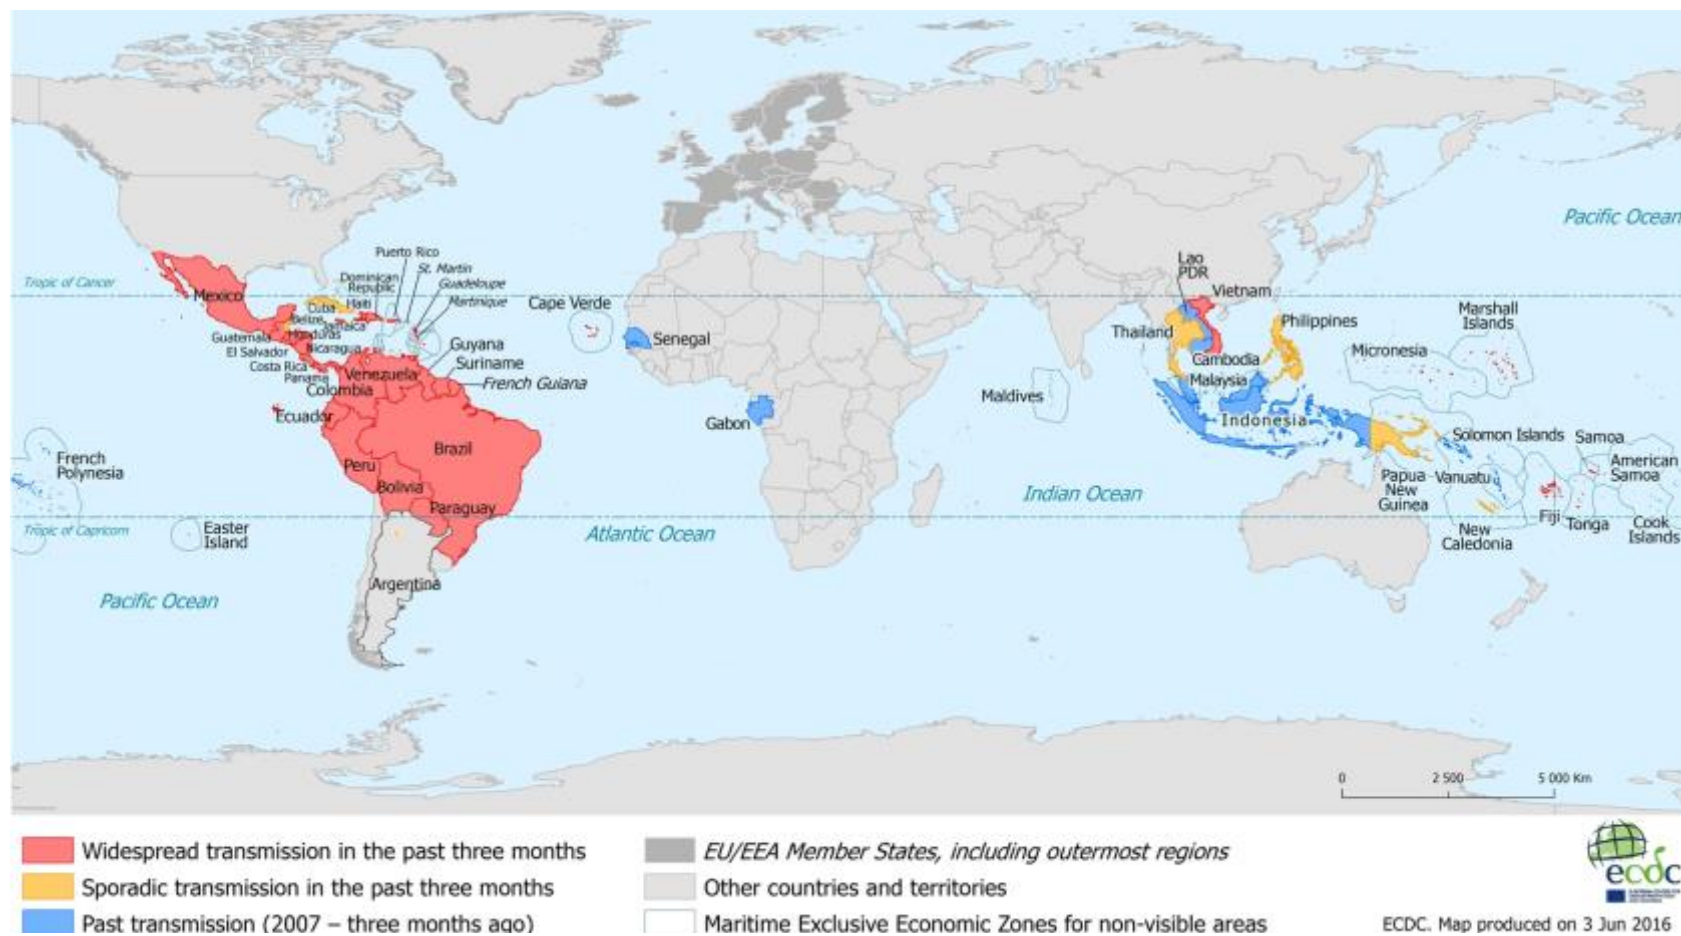 Pacific Ocean
Tropic of Cancer
Mexico
Puerto Rico
St. Martin
Guadeloupe
Martinique
Dominican
Republic
Cuba
Haiti
Belize
Jamaica
Guatemala
Honduras
El Salvador
Nicaragua
Costa Rica
Panama
Venezuela
Colombia
Guyana
Suriname
French Guiana
Ecuador
Brazil
Peru
Bolivia
Paraguay
Argentina
French
Polynesia
Tropic of Capricorn
Easter
Island
Pacific Ocean
Atlantic Ocean
Cape Verde
Senegal
Gabon
Maldives
Indian Ocean
Lao
PDR
Vietnam
Thailand
Cambodia
Philippines
Malaysia
Indonesia
Marshall
Islands
Micronesia
Solomon Islands
Samoa
American
Samoa
Papua
New
Guinea
Vanuatu
New
Caledonia
Fiji
Tonga
Cook
Islands
0 2 500 5 000 Km
Widespread transmission in the past three months
Sporadic transmission in the past three months
Past transmission (2007 – three months ago)
EU/EEA Member States, including outermost regions
Other countries and territories
Maritime Exclusive Economic Zones for non-visible areas
ecdc
ECDC. Map produced on 3 Jun 2016